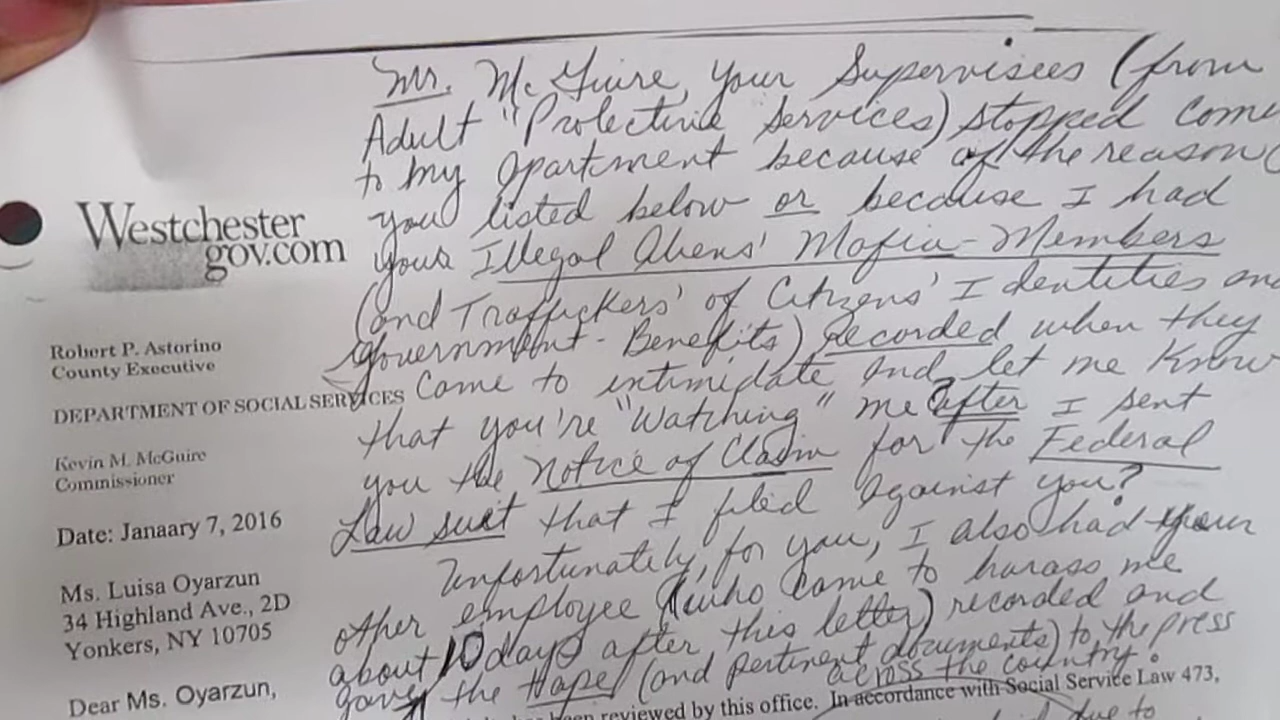 Mr. McGuire, your Supervisees (from
Adult "Protective Services) stopped come
to my apartment because of the reason(
you listed below or because I had
your Illegal Aliens' Mafia-Members
(and Traffickers' of Citizens' Identities and
Government-Benefits) recorded when they
came to intimidate and let me know
that you're "Watching" me after I sent
you the Notice of Claim for the Federal
Law suit that I filed against you?
Unfortunately, for you, I also had your
other employee (who came to harass me
about 10 days after this letter) recorded and
gave the tape (and pertinent documents) to the press
across the country.
Westchester
gov.com
Robert P. Astorino
County Executive
DEPARTMENT OF SOCIAL SERVICES
Kevin M. McGuire
Commissioner
Date: Janaary 7, 2016
Ms. Luisa Oyarzun
34 Highland Ave., 2D
Yonkers, NY 10705
Dear Ms. Oyarzun,
been reviewed by this office. In accordance with Social Service Law 473,
due to